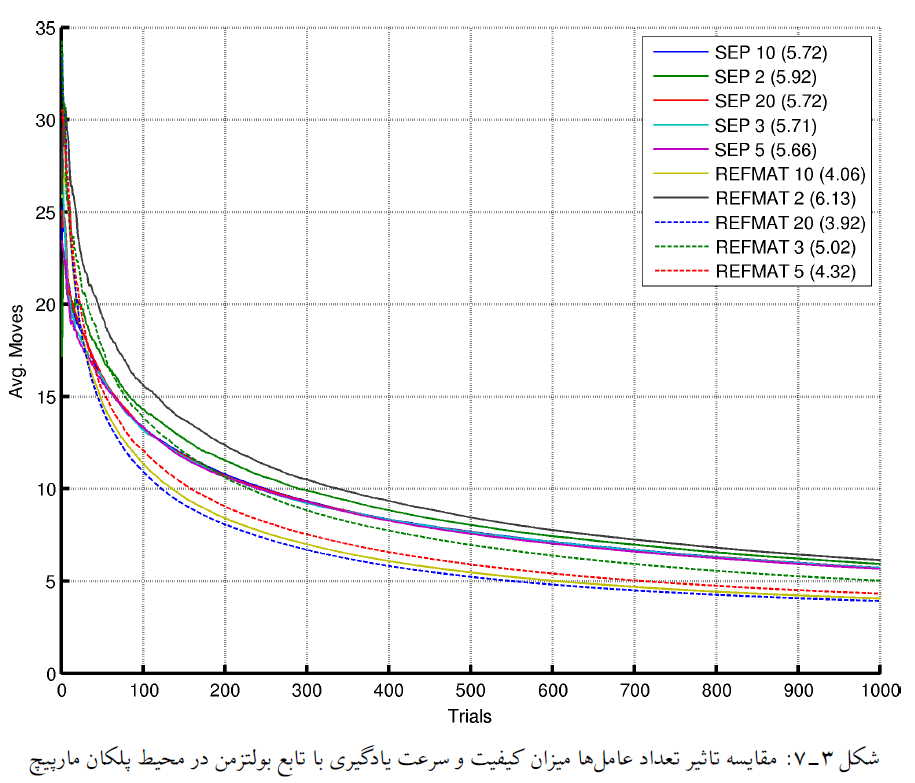 35
30
25
20
15
10
5
0
Avg. Moves
SEP 10 (5.72)
SEP 2 (5.92)
SEP 20 (5.72)
SEP 3 (5.71)
SEP 5 (5.66)
REFMAT 10 (4.06)
REFMAT 2 (6.13)
REFMAT 20 (3.92)
REFMAT 3 (5.02)
REFMAT 5 (4.32)
0 100 200 300 400 500 600 700 800 900 1000
Trials
شکل ۳-۷: مقایسه تاثیر تعداد عامل‌ها میزان کیفیت و سرعت یادگیری با تابع بولتزمن در محیط پلکان مارپیچ